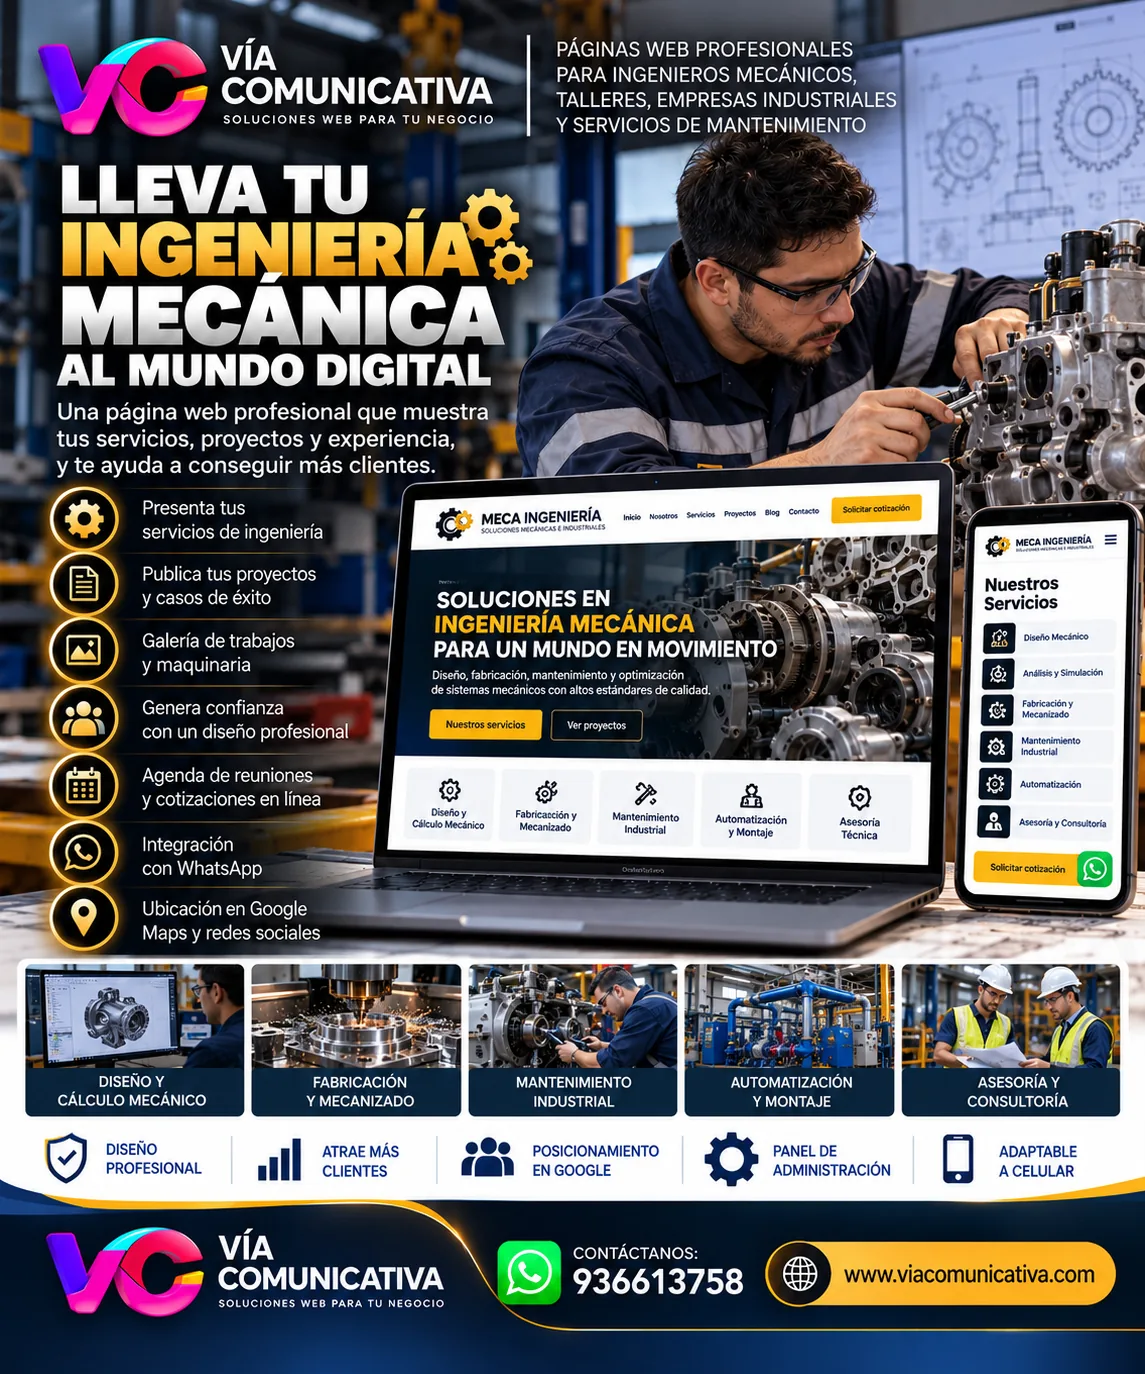 VC
VÍA
COMUNICATIVA
SOLUCIONES WEB PARA TU NEGOCIO
PÁGINAS WEB PROFESIONALES
PARA INGENIEROS MECÁNICOS,
TALLERES, EMPRESAS INDUSTRIALES
Y SERVICIOS DE MANTENIMIENTO
LLEVA TU
INGENIERÍA
MECÁNICA
AL MUNDO DIGITAL
Una página web profesional que muestra
tus servicios, proyectos y experiencia,
y te ayuda a conseguir más clientes.
Presenta tus
servicios de ingeniería
Publica tus proyectos
y casos de éxito
Galería de trabajos
y maquinaria
Genera confianza
con un diseño profesional
Agenda de reuniones
y cotizaciones en línea
Integración
con WhatsApp
Ubicación en Google
Maps y redes sociales
MECA INGENIERÍA
SOLUCIONES MECÁNICAS E INDUSTRIALES
Inicio Nosotros Servicios Proyectos Blog Contacto
Solicitar cotización
SOLUCIONES EN
INGENIERÍA MECÁNICA
PARA UN MUNDO EN MOVIMIENTO
Diseño, fabricación, mantenimiento y optimización
de sistemas mecánicos con altos estándares de calidad.
Nuestros servicios
Ver proyectos
Diseño y
Cálculo Mecánico
Fabricación y
Mecanizado
Mantenimiento
Industrial
Automatización
y Montaje
Asesoría
Técnica
MECA INGENIERÍA
SOLUCIONES MECÁNICAS E INDUSTRIALES
Nuestros
Servicios
Diseño Mecánico
Análisis y Simulación
Fabricación y
Mecanizado
Mantenimiento
Industrial
Automatización
Asesoría y Consultoría
Solicitar cotización
DISEÑO Y
CÁLCULO MECÁNICO
FABRICACIÓN
Y MECANIZADO
MANTENIMIENTO
INDUSTRIAL
AUTOMATIZACIÓN
Y MONTAJE
ASESORÍA Y
CONSULTORÍA
DISEÑO
PROFESIONAL
ATRAE MÁS
CLIENTES
POSICIONAMIENTO
EN GOOGLE
PANEL DE
ADMINISTRACIÓN
ADAPTABLE
A CELULAR
VC
VÍA
COMUNICATIVA
SOLUCIONES WEB PARA TU NEGOCIO
CONTÁCTANOS:
936613758
www.viacomunicativa.com